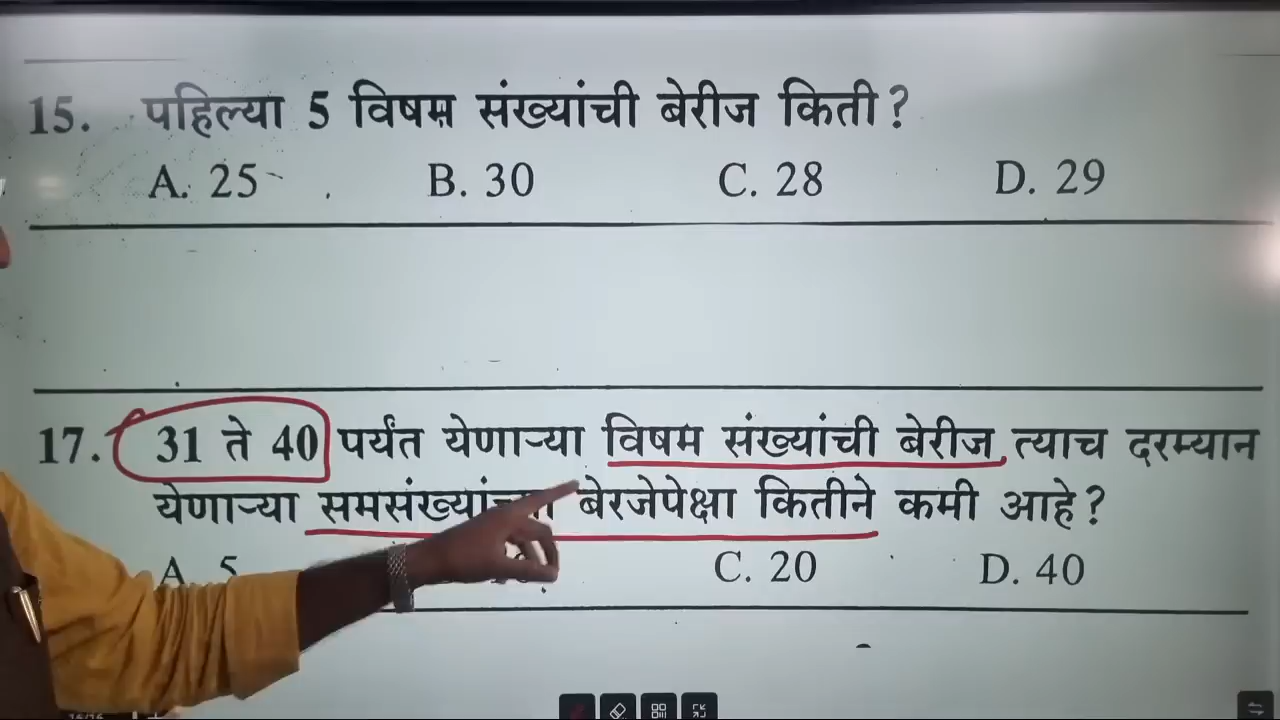 15. पहिल्या 5 विषम संख्यांची बेरीज किती?
A. 25 B. 30 C. 28 D. 29
17. 31 ते 40 पर्यंत येणाऱ्या विषम संख्यांची बेरीज त्याच दरम्यान
येणाऱ्या समसंख्यांच्या बेरजेपेक्षा कितीने कमी आहे?
A. 5 C. 20 D. 40